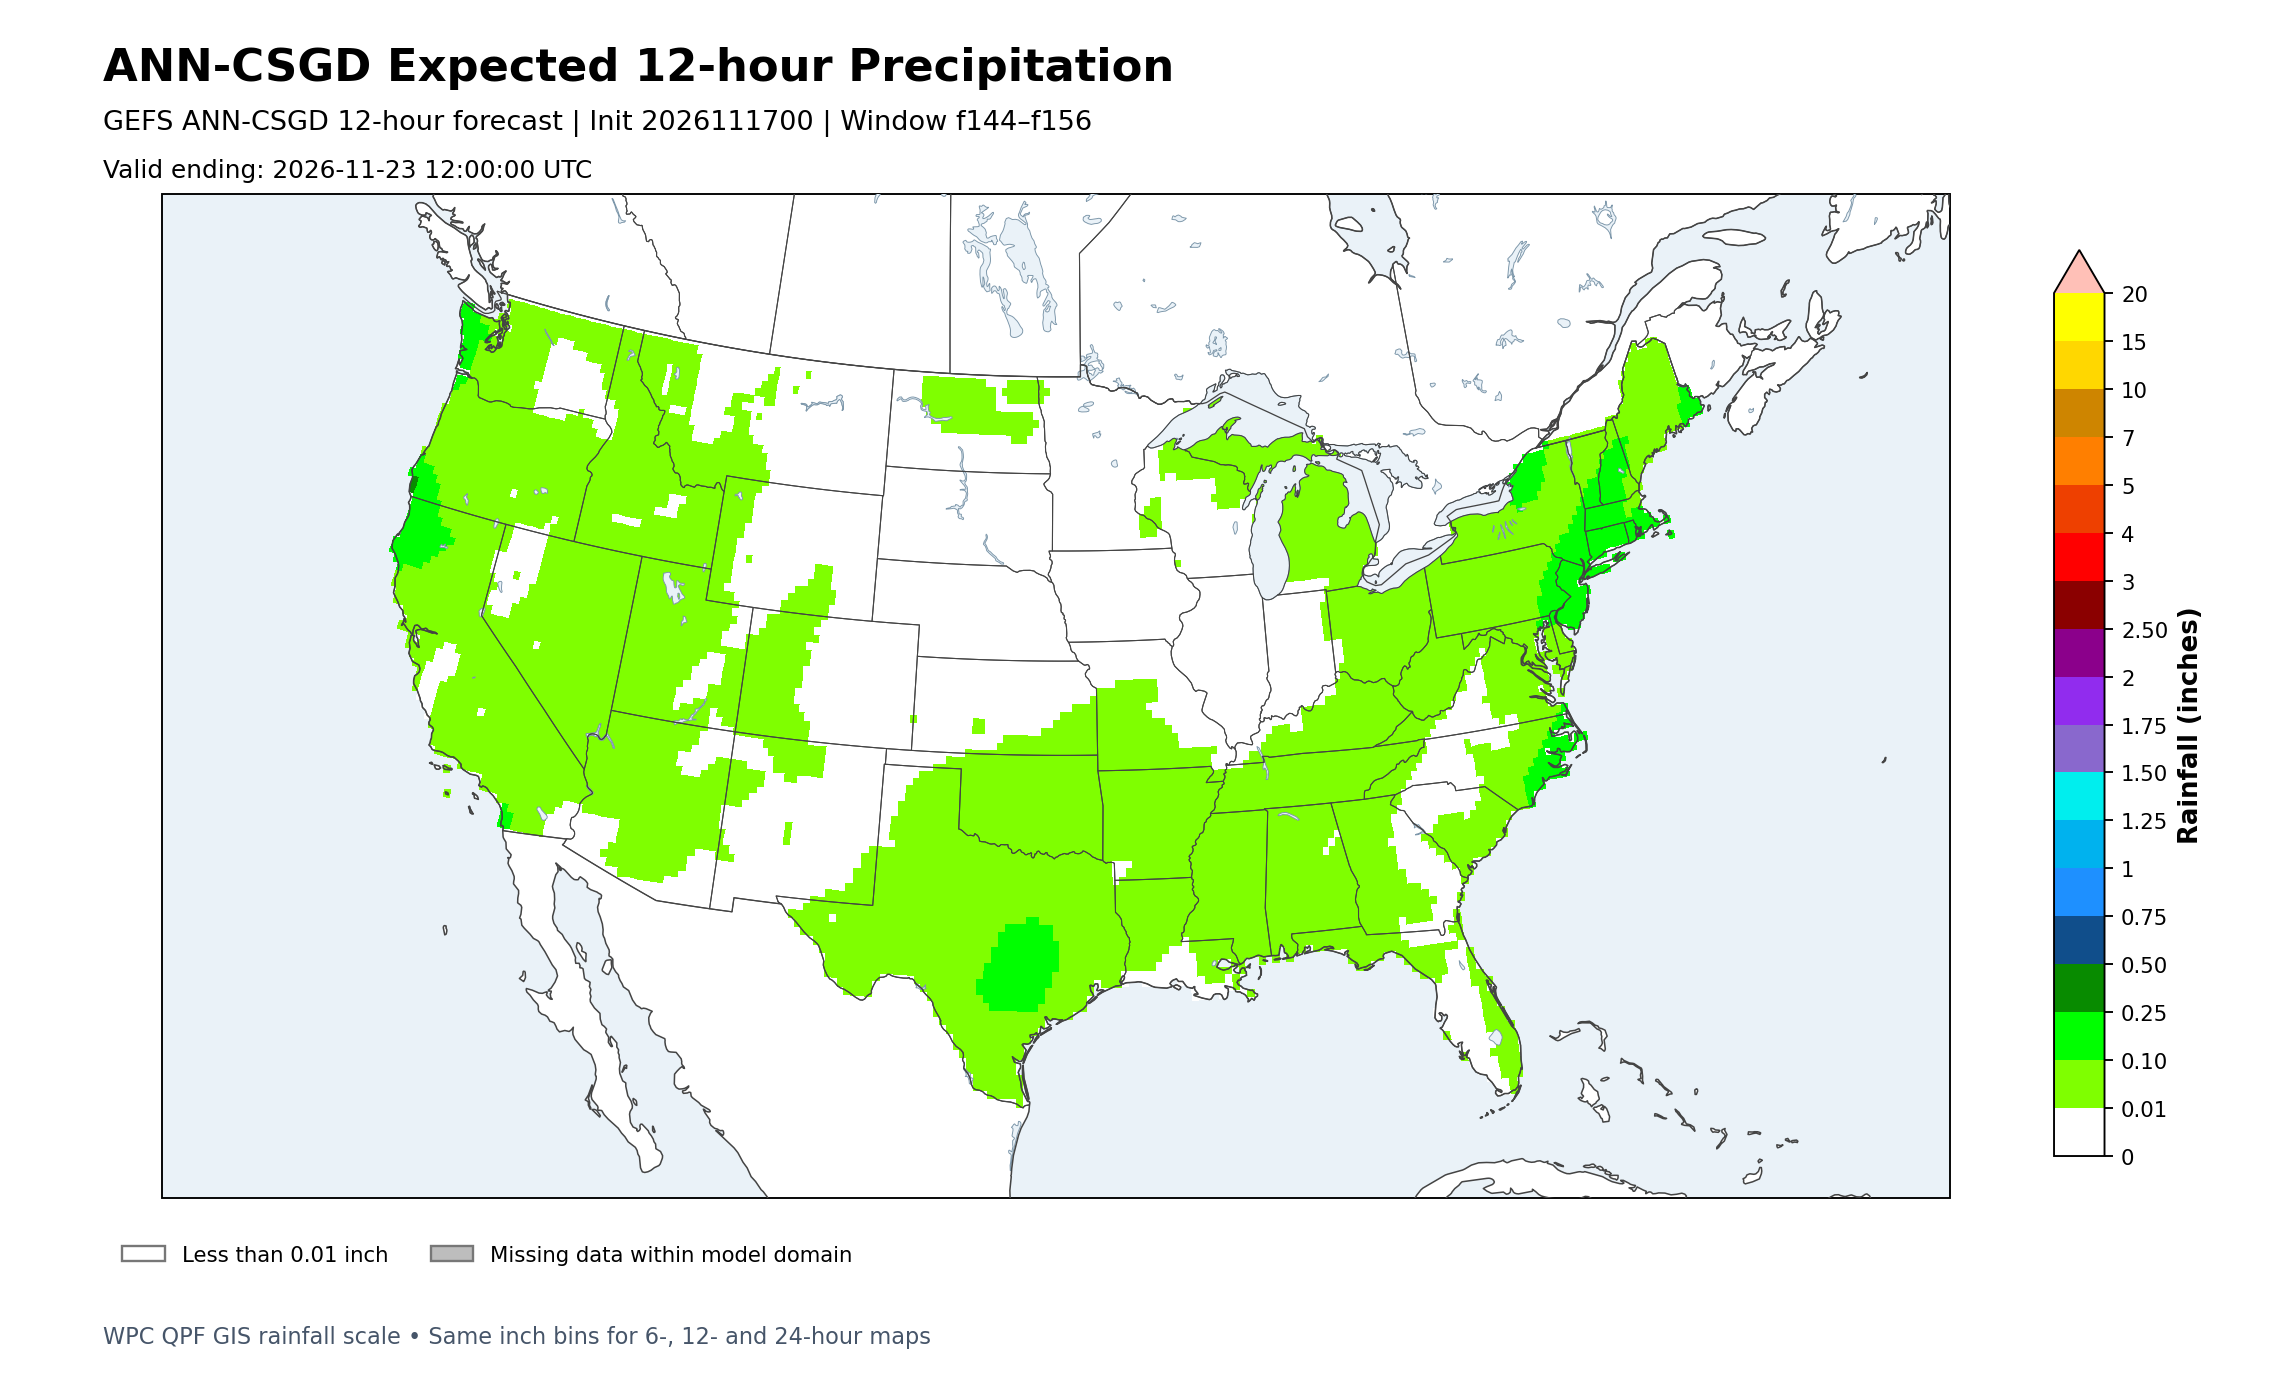 ANN-CSGD Expected 12-hour Precipitation
GEFS ANN-CSGD 12-hour forecast | Init 2026111700 | Window f144–f156
Valid ending: 2026-11-23 12:00:00 UTC
20
15
10
7
5
4
3
2.50
2
1.75
1.50
1.25
1
0.75
0.50
0.25
0.10
0.01
0
Rainfall (inches)
Less than 0.01 inch
Missing data within model domain
WPC QPF GIS rainfall scale • Same inch bins for 6-, 12- and 24-hour maps